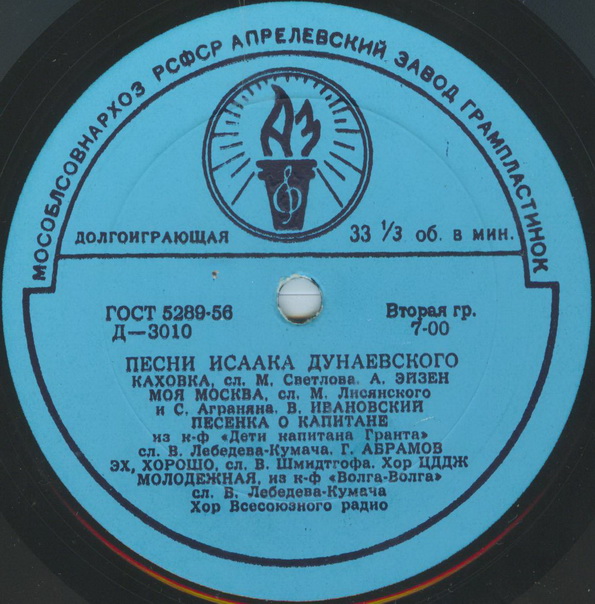 МОСОБЛСОВНАРХОЗ РСФСР АПРЕЛЕВСКИЙ ЗАВОД ГРАМПЛАСТИНОК
АЗ
ДОЛГОИГРАЮЩАЯ 33 1/3 об. в мин.
ГОСТ 5289-56 Вторая гр.
Д—3010 7-00
ПЕСНИ ИСААКА ДУНАЕВСКОГО
КАХОВКА, сл. М. Светлова. А. ЭЙЗЕН
МОЯ МОСКВА, сл. М. Лисянского
и С. Аграняна. В. ИВАНОВСКИЙ
ПЕСЕНКА О КАПИТАНЕ
из к-ф «Дети капитана Гранта»
сл. В. Лебедева-Кумача. Г. АБРАМОВ
ЭХ, ХОРОШО, сл. В. Шмидтгофа. Хор ЦДДЖ
МОЛОДЕЖНАЯ, из к-ф «Волга-Волга»
сл. В. Лебедева-Кумача
Хор Всесоюзного радио